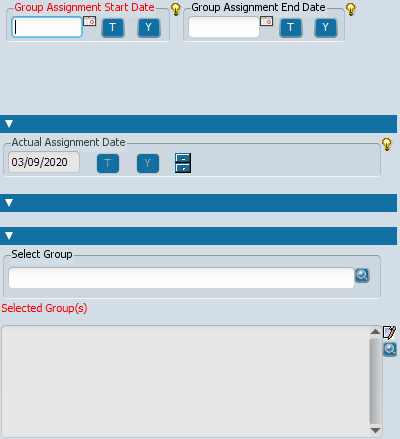 Group Assignment Start Date Group Assignment End Date
T Y T Y
Actual Assignment Date
03/09/2020 T Y
Select Group
Selected Group(s)